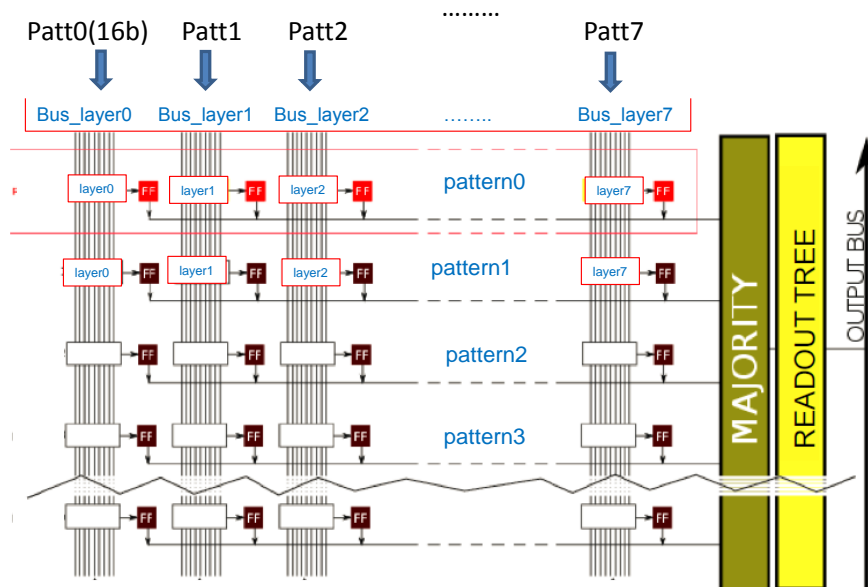 ………
Patt0(16b) Patt1 Patt2 Patt7
Bus_layer0 Bus_layer1 Bus_layer2 …….. Bus_layer7
layer0 FF layer1 FF layer2 FF pattern0 layer7 FF
layer0 FF layer1 FF layer2 FF pattern1 layer7 FF
FF FF FF pattern2 FF
FF FF FF pattern3 FF
FF FF FF FF
MAJORITY
READOUT TREE
OUTPUT BUS